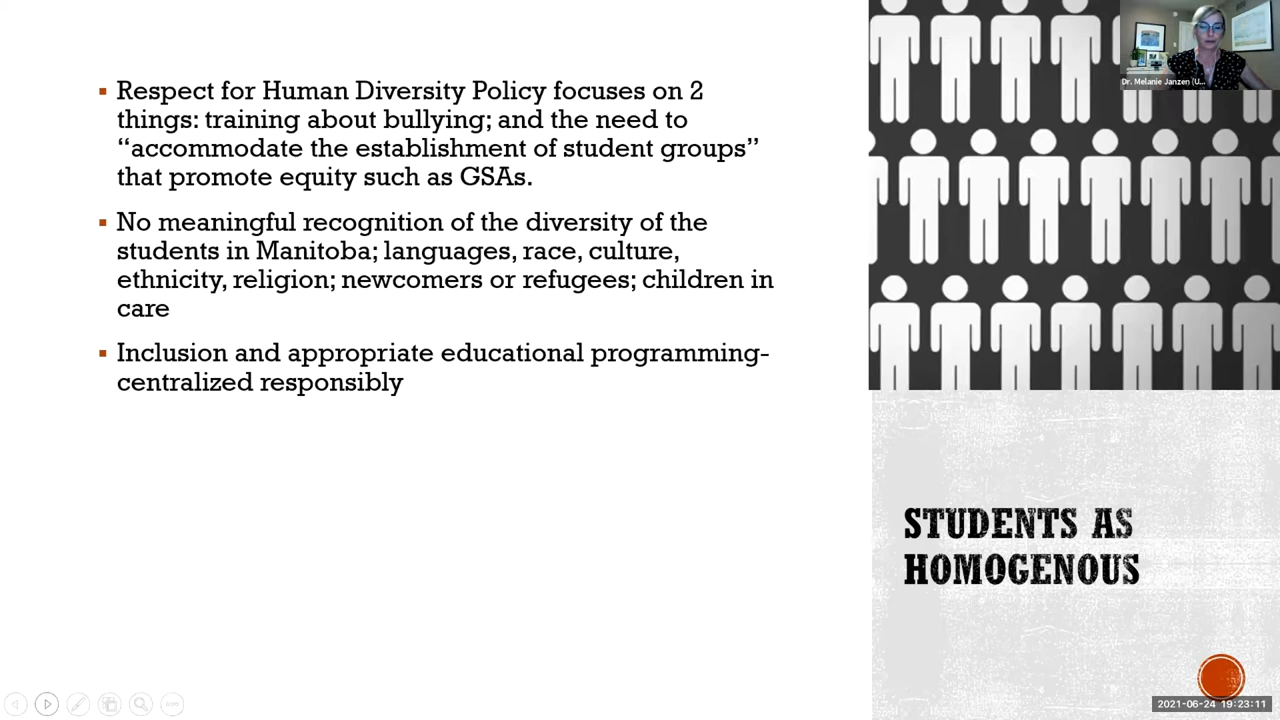 Respect for Human Diversity Policy focuses on 2
things: training about bullying; and the need to
“accommodate the establishment of student groups”
that promote equity such as GSAs.
No meaningful recognition of the diversity of the
students in Manitoba; languages, race, culture,
ethnicity, religion; newcomers or refugees; children in
care
Inclusion and appropriate educational programming-
centralized responsibly
Dr. Melanie Janzen (U...
STUDENTS AS
HOMOGENOUS
2021-06-24 19:23:11